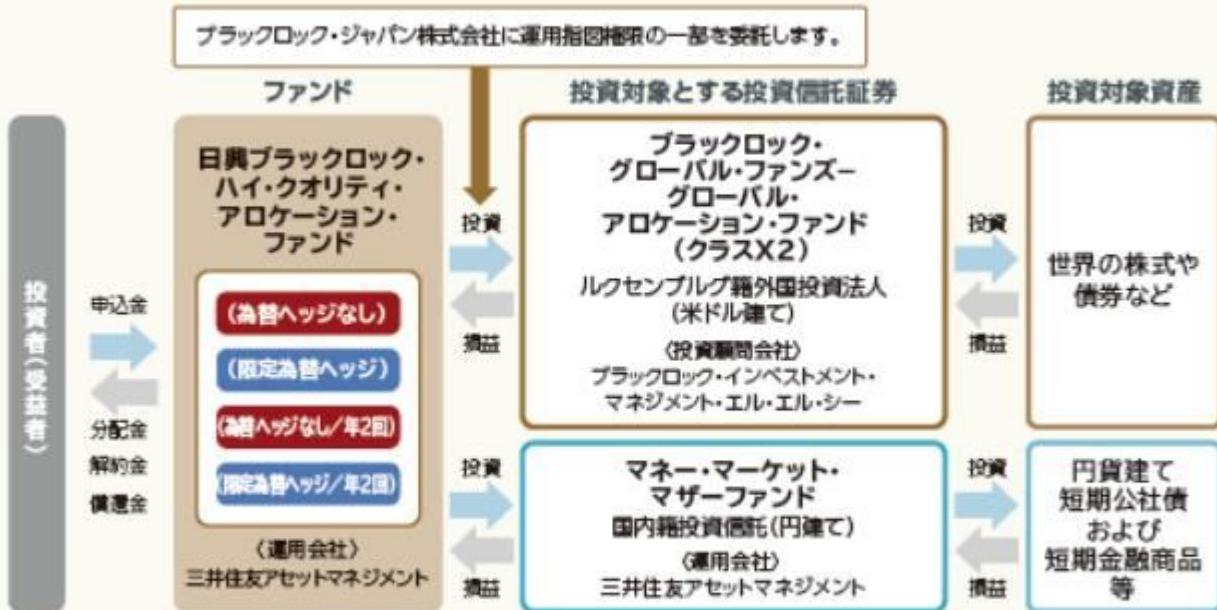 ブラックロック・ジャパン株式会社に運用指図権限の一部を委託します。
ファンド
投資対象とする投資信託証券
投資対象資産
投資者(受益者)
申込金
分配金
解約金
償還金
日興ブラックロック・
ハイ・クオリティ・
アロケーション・
ファンド
(為替ヘッジなし)
(限定為替ヘッジ)
(為替ヘッジなし/年2回)
(限定為替ヘッジ/年2回)
〈運用会社〉
三井住友アセットマネジメント
投資
損益
ブラックロック・
グローバル・ファンズー
グローバル・
アロケーション・ファンド
(クラスX2)
ルクセンブルグ籍外国投資法人
(米ドル建て)
〈投資顧問会社〉
ブラックロック・インベストメント・
マネジメント・エル・エル・シー
投資
損益
世界の株式や
債券など
投資
損益
マネー・マーケット・
マザーファンド
国内籍投資信託(円建て)
〈運用会社〉
三井住友アセットマネジメント
投資
損益
円貨建て
短期公社債
および
短期金融商品
等